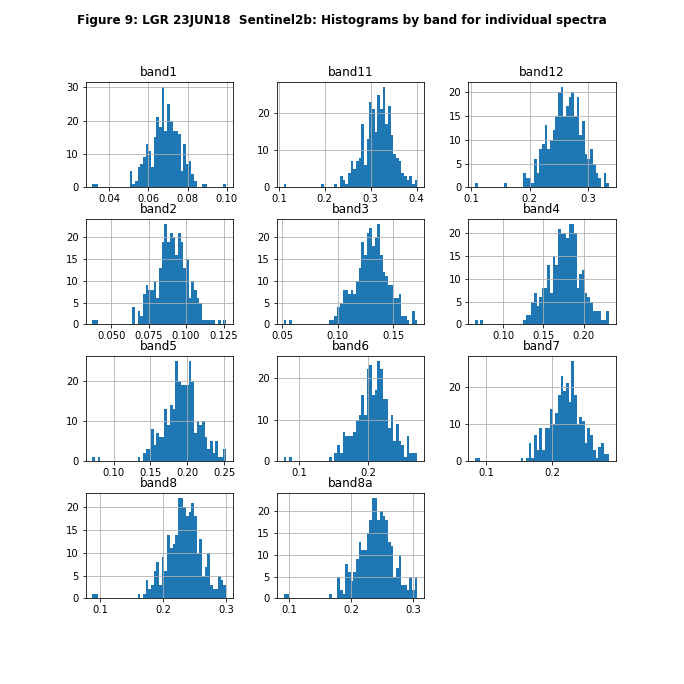 Figure 9: LGR 23JUN18  Sentinel2b: Histograms by band for individual spectra
band1
30
20
10
0
0.04 0.06 0.08 0.10
band11
20
10
0
0.1 0.2 0.3 0.4
band12
20
15
10
5
0
0.1 0.2 0.3
band2
20
15
10
5
0
0.050 0.075 0.100 0.125
band3
20
15
10
5
0
0.05 0.10 0.15
band4
20
15
10
5
0
0.10 0.15 0.20
band5
20
10
0
0.10 0.15 0.20 0.25
band6
20
10
0
0.1 0.2
band7
20
10
0
0.1 0.2
band8
20
15
10
5
0
0.1 0.2 0.3
band8a
20
15
10
5
0
0.1 0.2 0.3